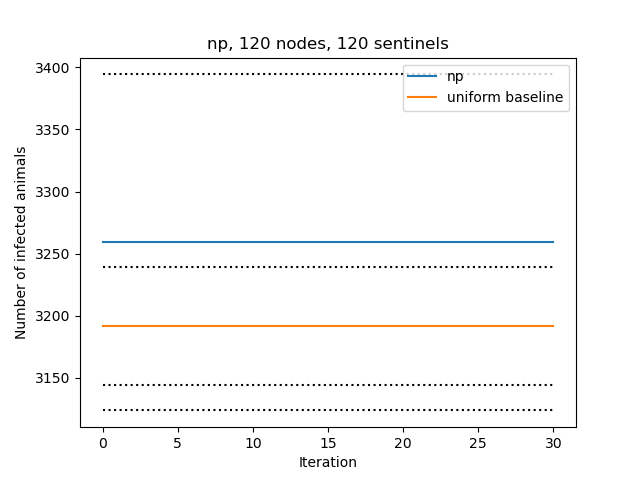 np, 120 nodes, 120 sentinels
np
uniform baseline
Number of infected animals
3400
3350
3300
3250
3200
3150
0 5 10 15 20 25 30
Iteration